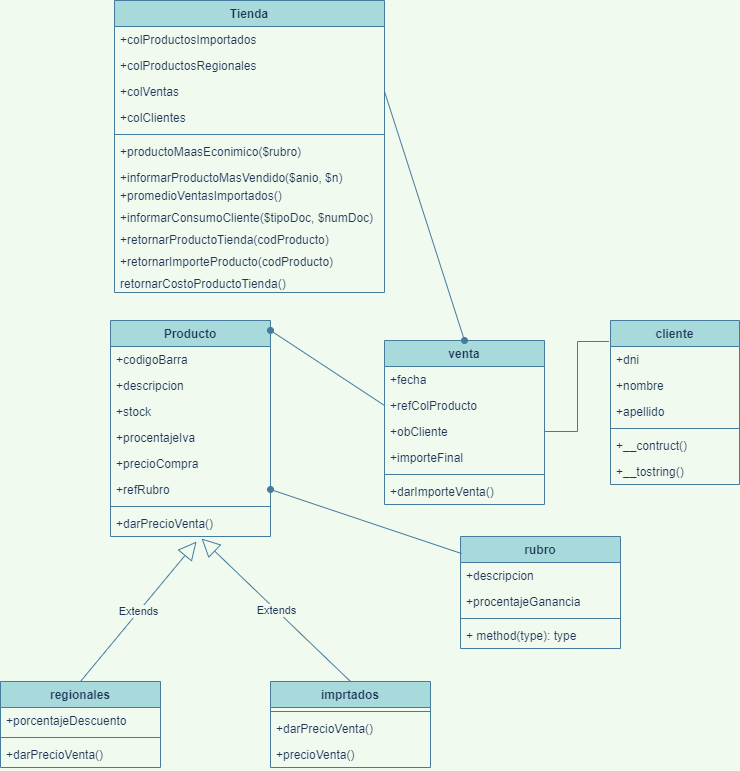 Tienda
+colProductosImportados
+colProductosRegionales
+colVentas
+colClientes
+productoMaasEconimico($rubro)
+informarProductoMasVendido($anio, $n)
+promedioVentasImportados()
+informarConsumoCliente($tipoDoc, $numDoc)
+retornarProductoTienda(codProducto)
+retornarImporteProducto(codProducto)
retornarCostoProductoTienda()
Producto
+codigoBarra
+descripcion
+stock
+procentajeIva
+precioCompra
+refRubro
+darPrecioVenta()
venta
+fecha
+refColProducto
+obCliente
+importeFinal
+darImporteVenta()
cliente
+dni
+nombre
+apellido
+__contruct()
+__tostring()
rubro
+descripcion
+procentajeGanancia
+ method(type): type
Extends
Extends
regionales
+porcentajeDescuento
+darPrecioVenta()
imprtados
+darPrecioVenta()
+precioVenta()